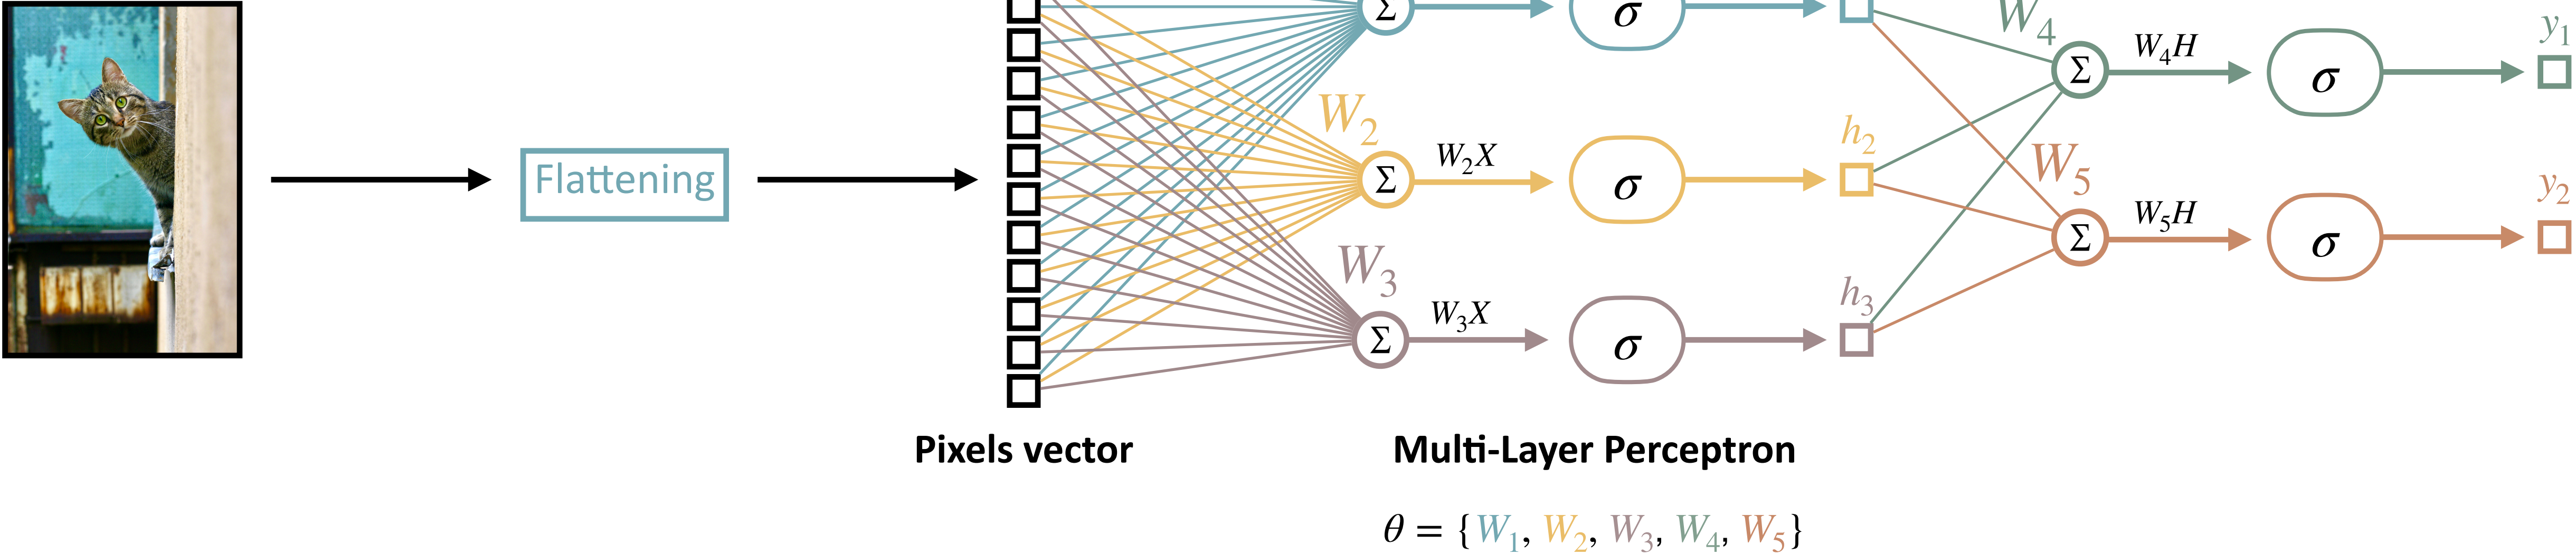 Σ σ
W₄
Σ W₄H σ y₁
Flattening
W₂
Σ W₂X σ h₂
W₅
Σ W₅H σ y₂
W₃
Σ W₃X σ h₃
Pixels vector
Multi-Layer Perceptron
θ = { W₁, W₂, W₃, W₄, W₅}